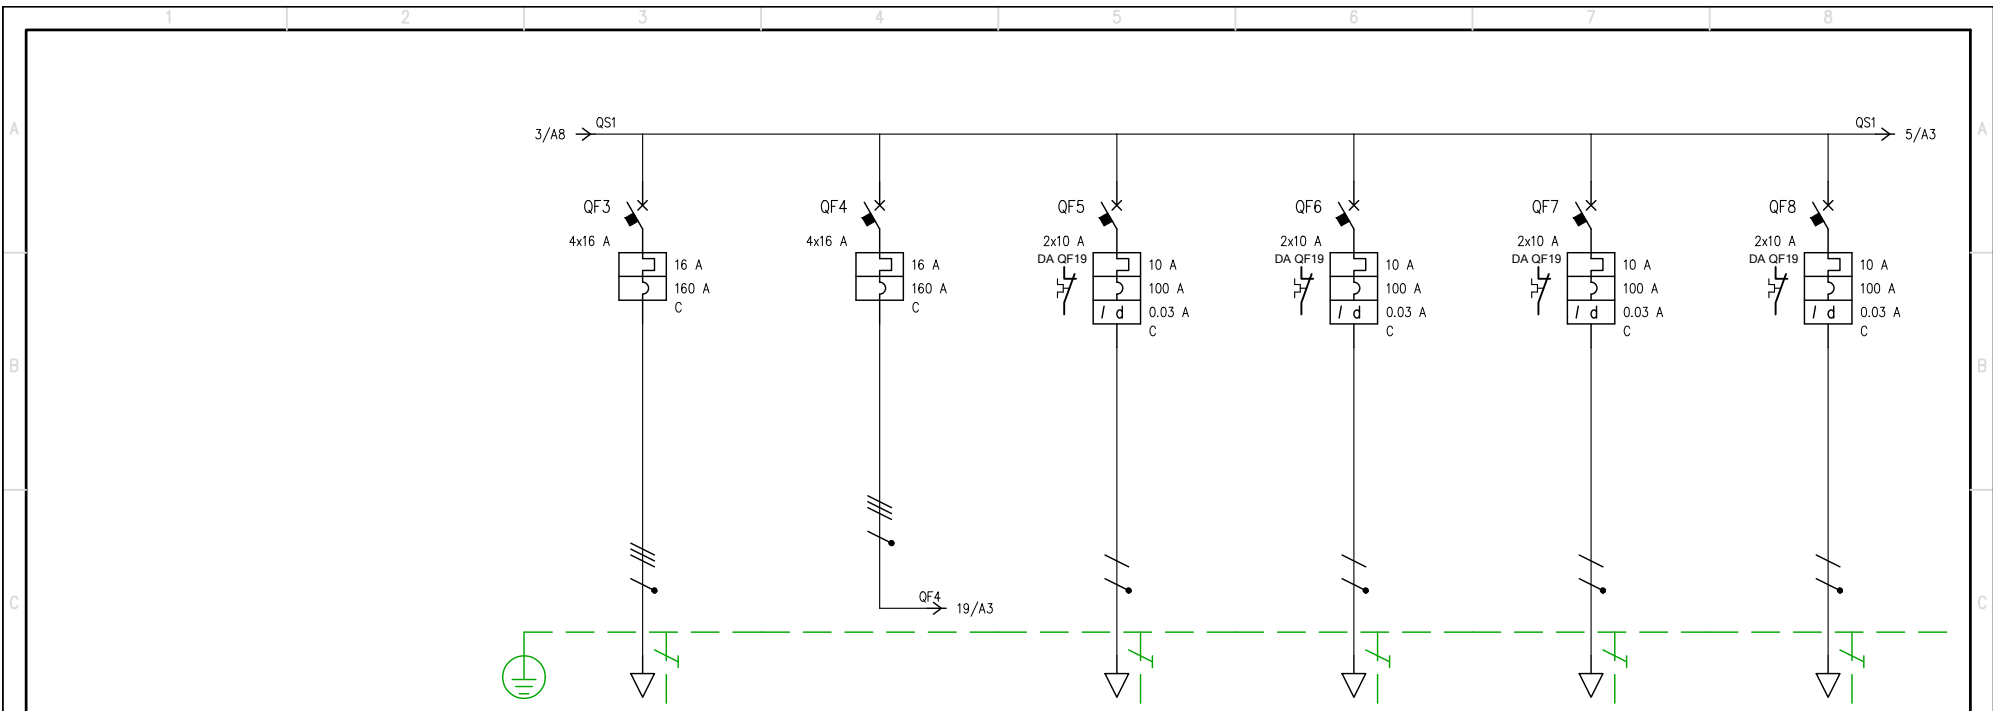 1 2 3 4 5 6 7 8
A A
3/A8 QS1 QS1 5/A3
QF3 QF4 QF5 QF6 QF7 QF8
4x16 A 4x16 A 2x10 A 2x10 A 2x10 A 2x10 A
DA QF19 DA QF19 DA QF19 DA QF19
16 A 16 A 10 A 10 A 10 A 10 A
160 A 160 A 100 A 100 A 100 A 100 A
C C
I d 0.03 A I d 0.03 A I d 0.03 A I d 0.03 A
C C C C
B B
QF4 19/A3
C C